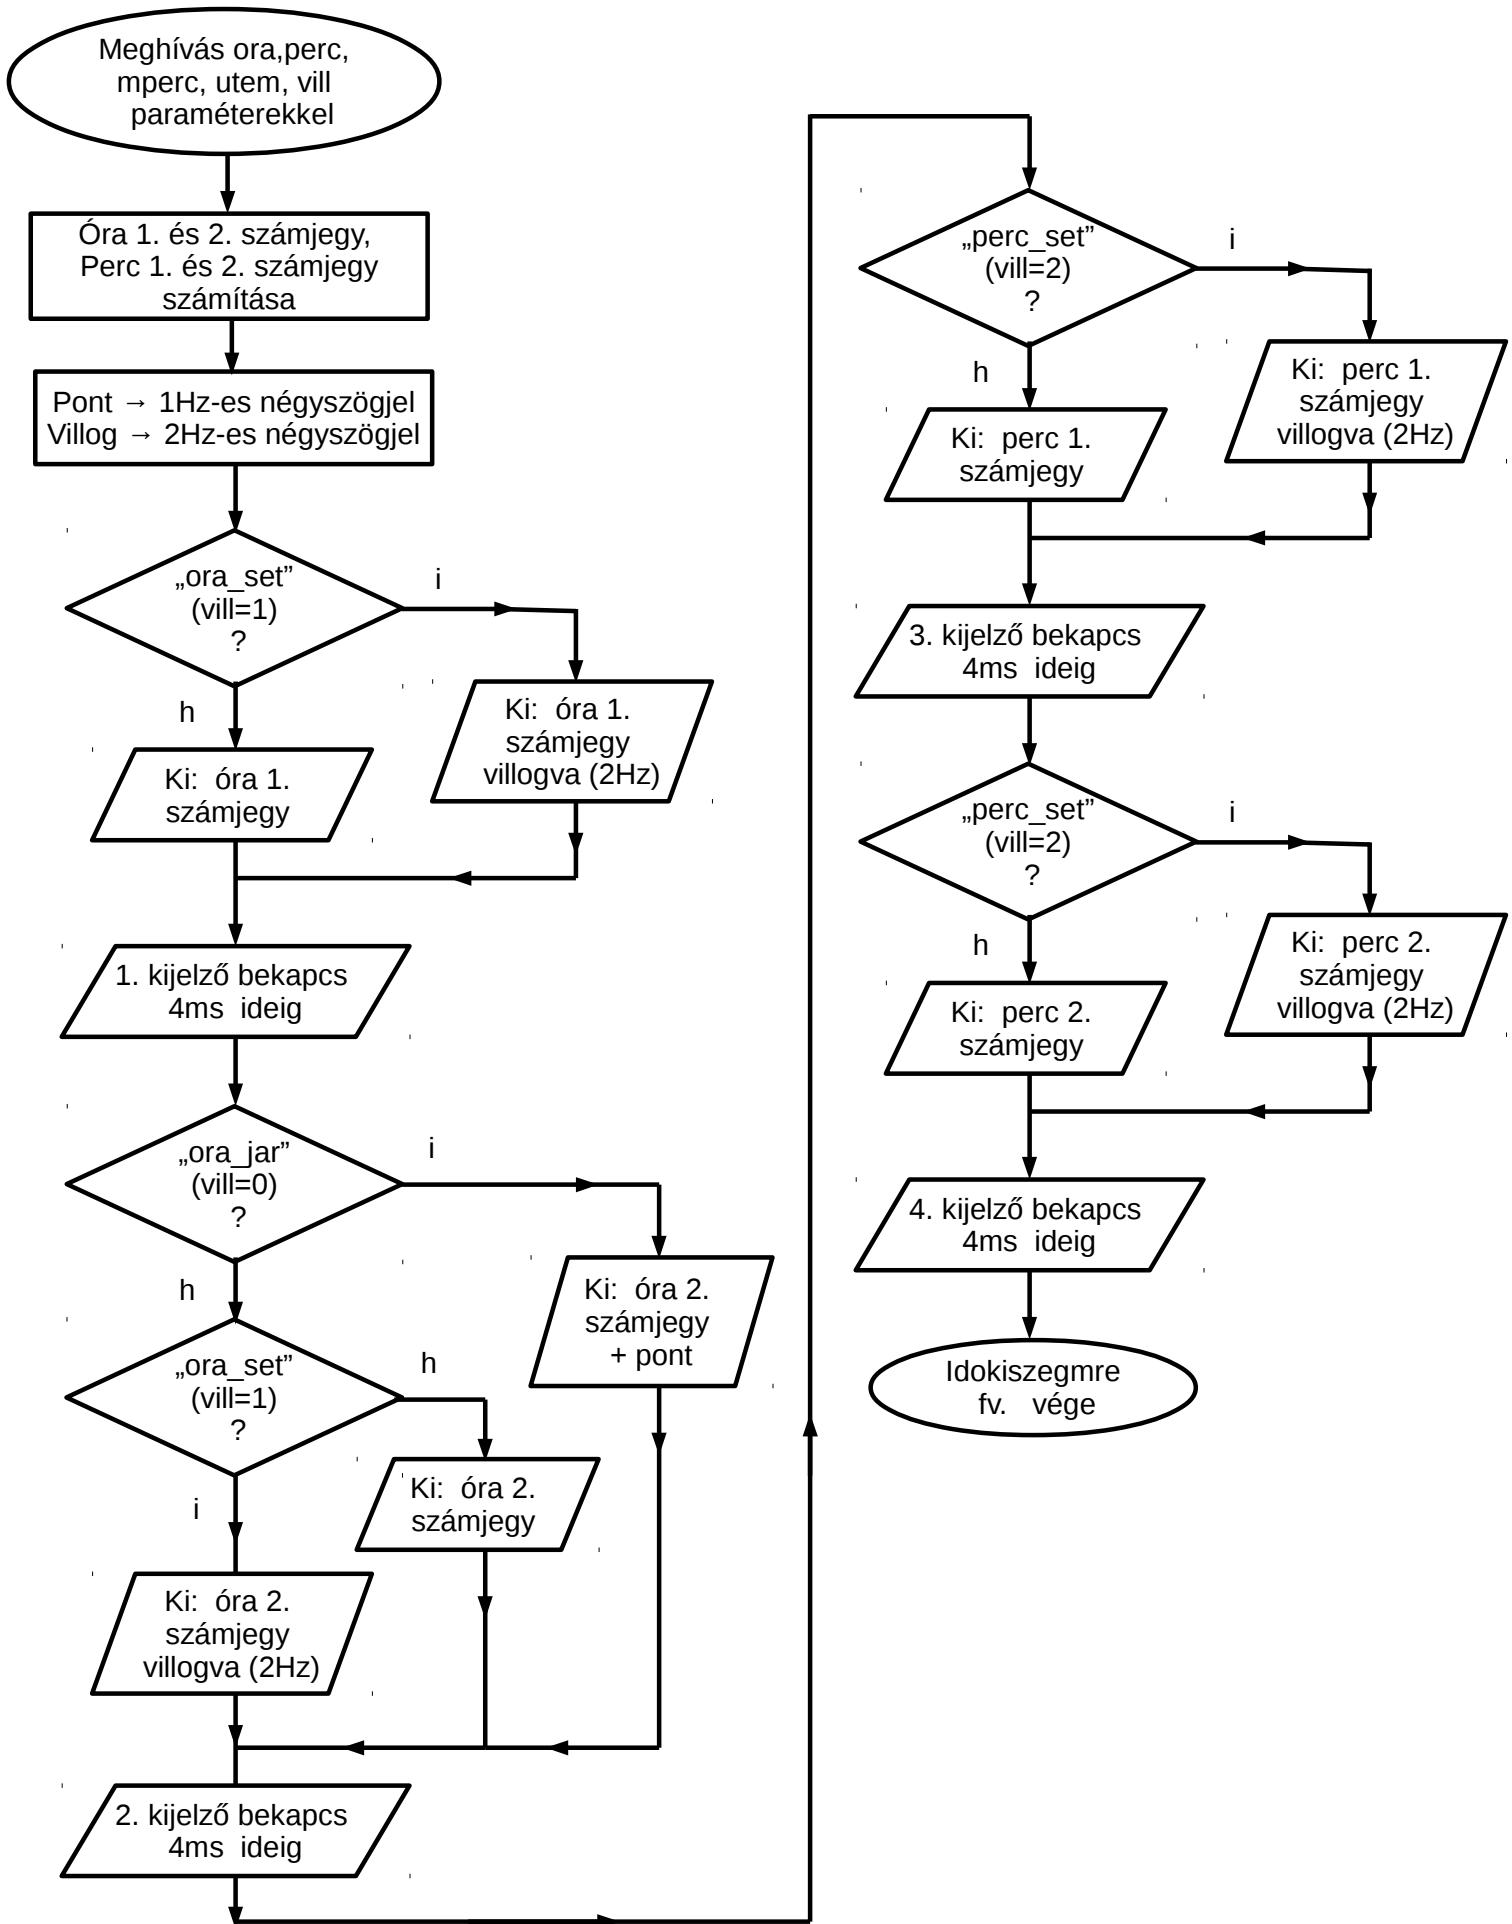 Meghívás ora,perc,
mperc, utem, vill
paraméterekkel
Óra 1. és 2. számjegy,
Perc 1. és 2. számjegy
számítása
Pont → 1Hz-es négyszögjel
Villog → 2Hz-es négyszögjel
„ora_set”
(vill=1)
?
i
h
Ki: óra 1.
számjegy
villogva (2Hz)
Ki: óra 1.
számjegy
1. kijelző bekapcs
4ms ideig
„ora_jar”
(vill=0)
?
i
h
Ki: óra 2.
számjegy
+ pont
„ora_set”
(vill=1)
?
h
i
Ki: óra 2.
számjegy
Ki: óra 2.
számjegy
villogva (2Hz)
2. kijelző bekapcs
4ms ideig
„perc_set”
(vill=2)
?
i
h
Ki: perc 1.
számjegy
villogva (2Hz)
Ki: perc 1.
számjegy
3. kijelző bekapcs
4ms ideig
„perc_set”
(vill=2)
?
i
h
Ki: perc 2.
számjegy
villogva (2Hz)
Ki: perc 2.
számjegy
4. kijelző bekapcs
4ms ideig
Idokiszegmre
fv. vége